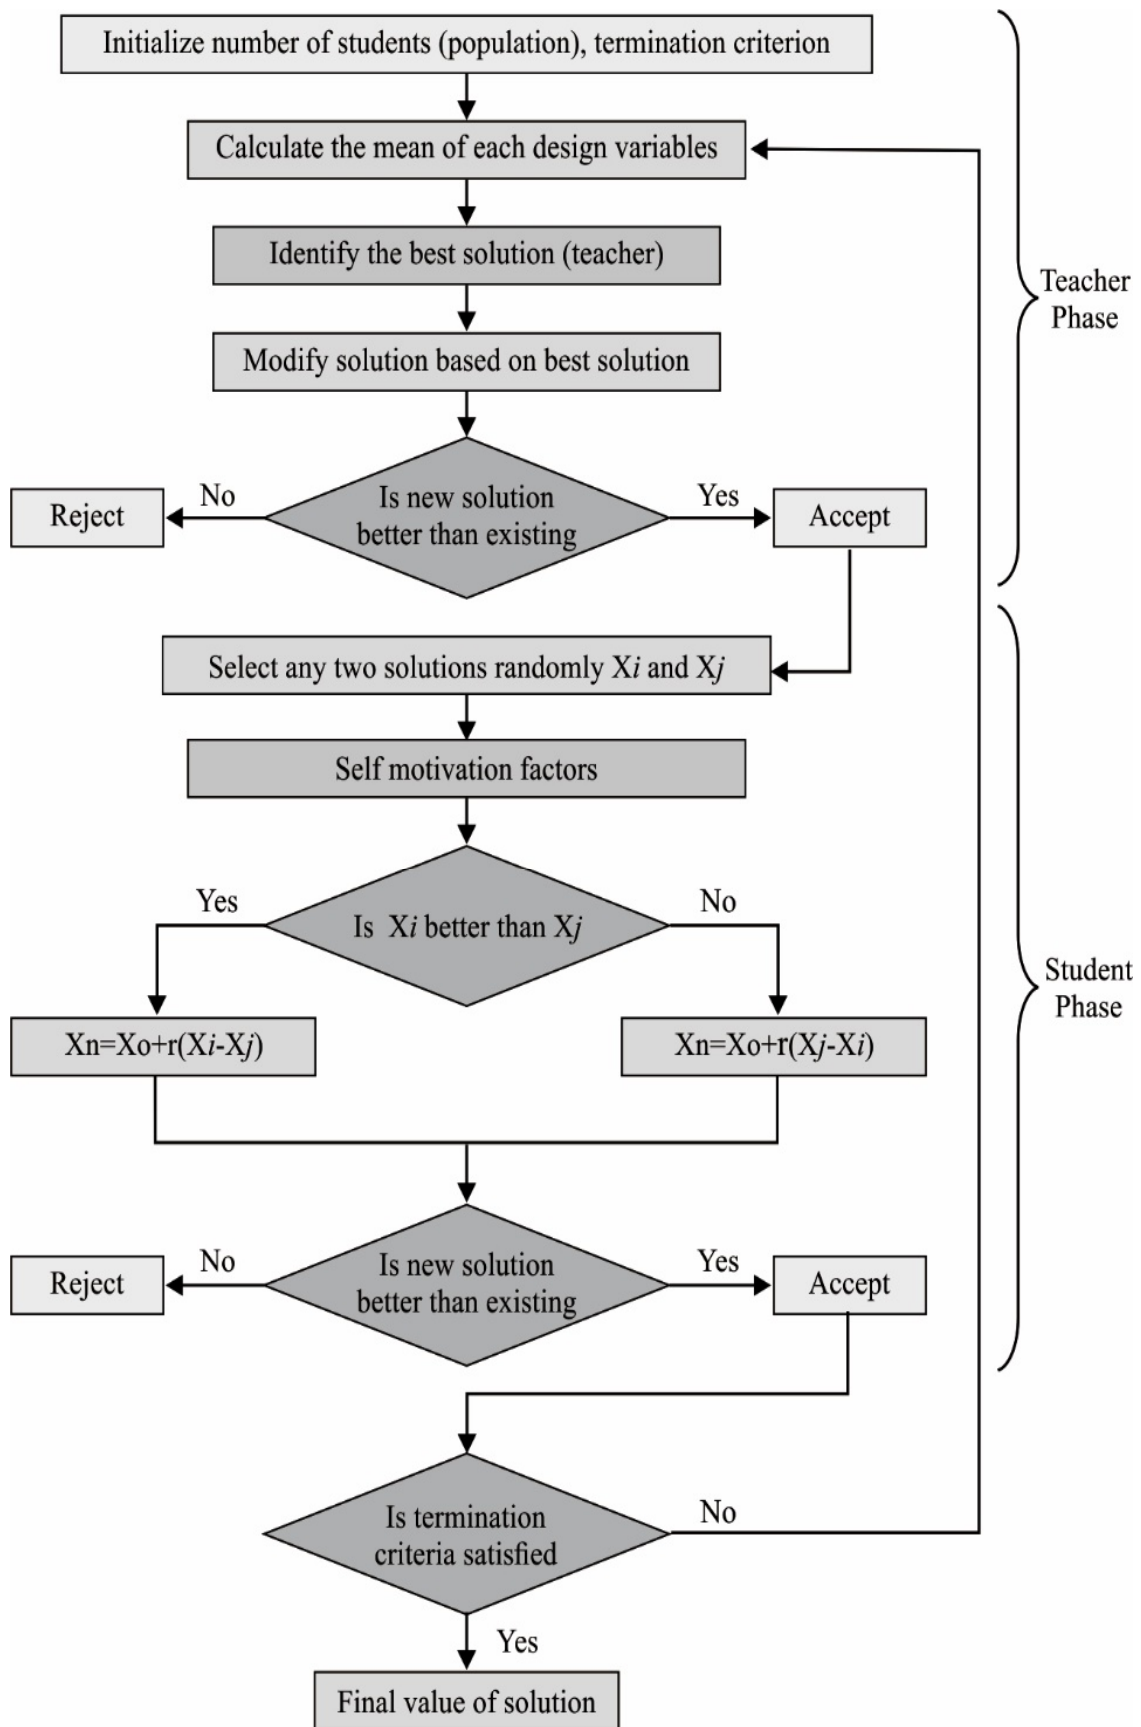 Initialize number of students (population), termination criterion
Calculate the mean of each design variables
Identify the best solution (teacher)
Modify solution based on best solution
Teacher
Phase
No
Is new solution
better than existing
Yes
Reject
Accept
Select any two solutions randomly Xi and Xj
Self motivation factors
Yes
Is Xi better than Xj
No
Student
Phase
Xn=Xo+r(Xi-Xj)
Xn=Xo+r(Xj-Xi)
No
Is new solution
better than existing
Yes
Reject
Accept
Is termination
criteria satisfied
No
Yes
Final value of solution